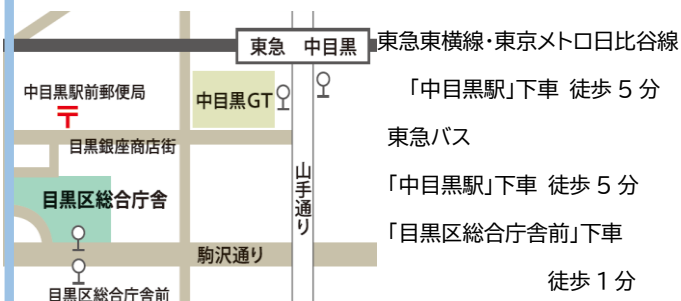 東急 中目黒
中目黒駅前郵便局
〒
中目黒GT
目黒銀座商店街
山手通り
目黒区総合庁舎
駒沢通り
目黒区総合庁舎前
東急東横線・東京メトロ日比谷線
「中目黒駅」下車 徒歩5分
東急バス
「中目黒駅」下車 徒歩5分
「目黒区総合庁舎前」下車
徒歩1分